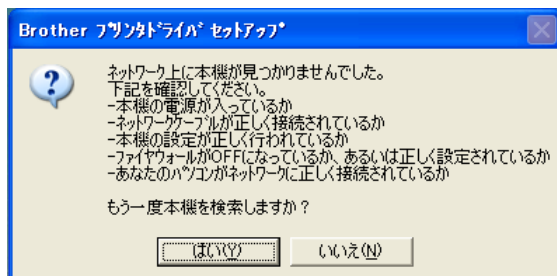 Brother ﾌﾟﾘﾝﾀﾄﾞﾗｲﾊﾞ ｾｯﾄｱｯﾌﾟ
ﾈｯﾄﾜｰｸ上に本機が見つかりませんでした。
下記を確認してください。
-本機の電源が入っているか
-ﾈｯﾄﾜｰｸｹｰﾌﾞﾙが正しく接続されているか
-本機の設定が正しく行われているか
-ﾌｧｲﾔｳｫｰﾙがOFFになっているか、あるいは正しく設定されているか
-あなたのﾊﾟｿｺﾝがﾈｯﾄﾜｰｸに正しく接続されているか
もう一度本機を検索しますか？
はい(Y)
いいえ(N)